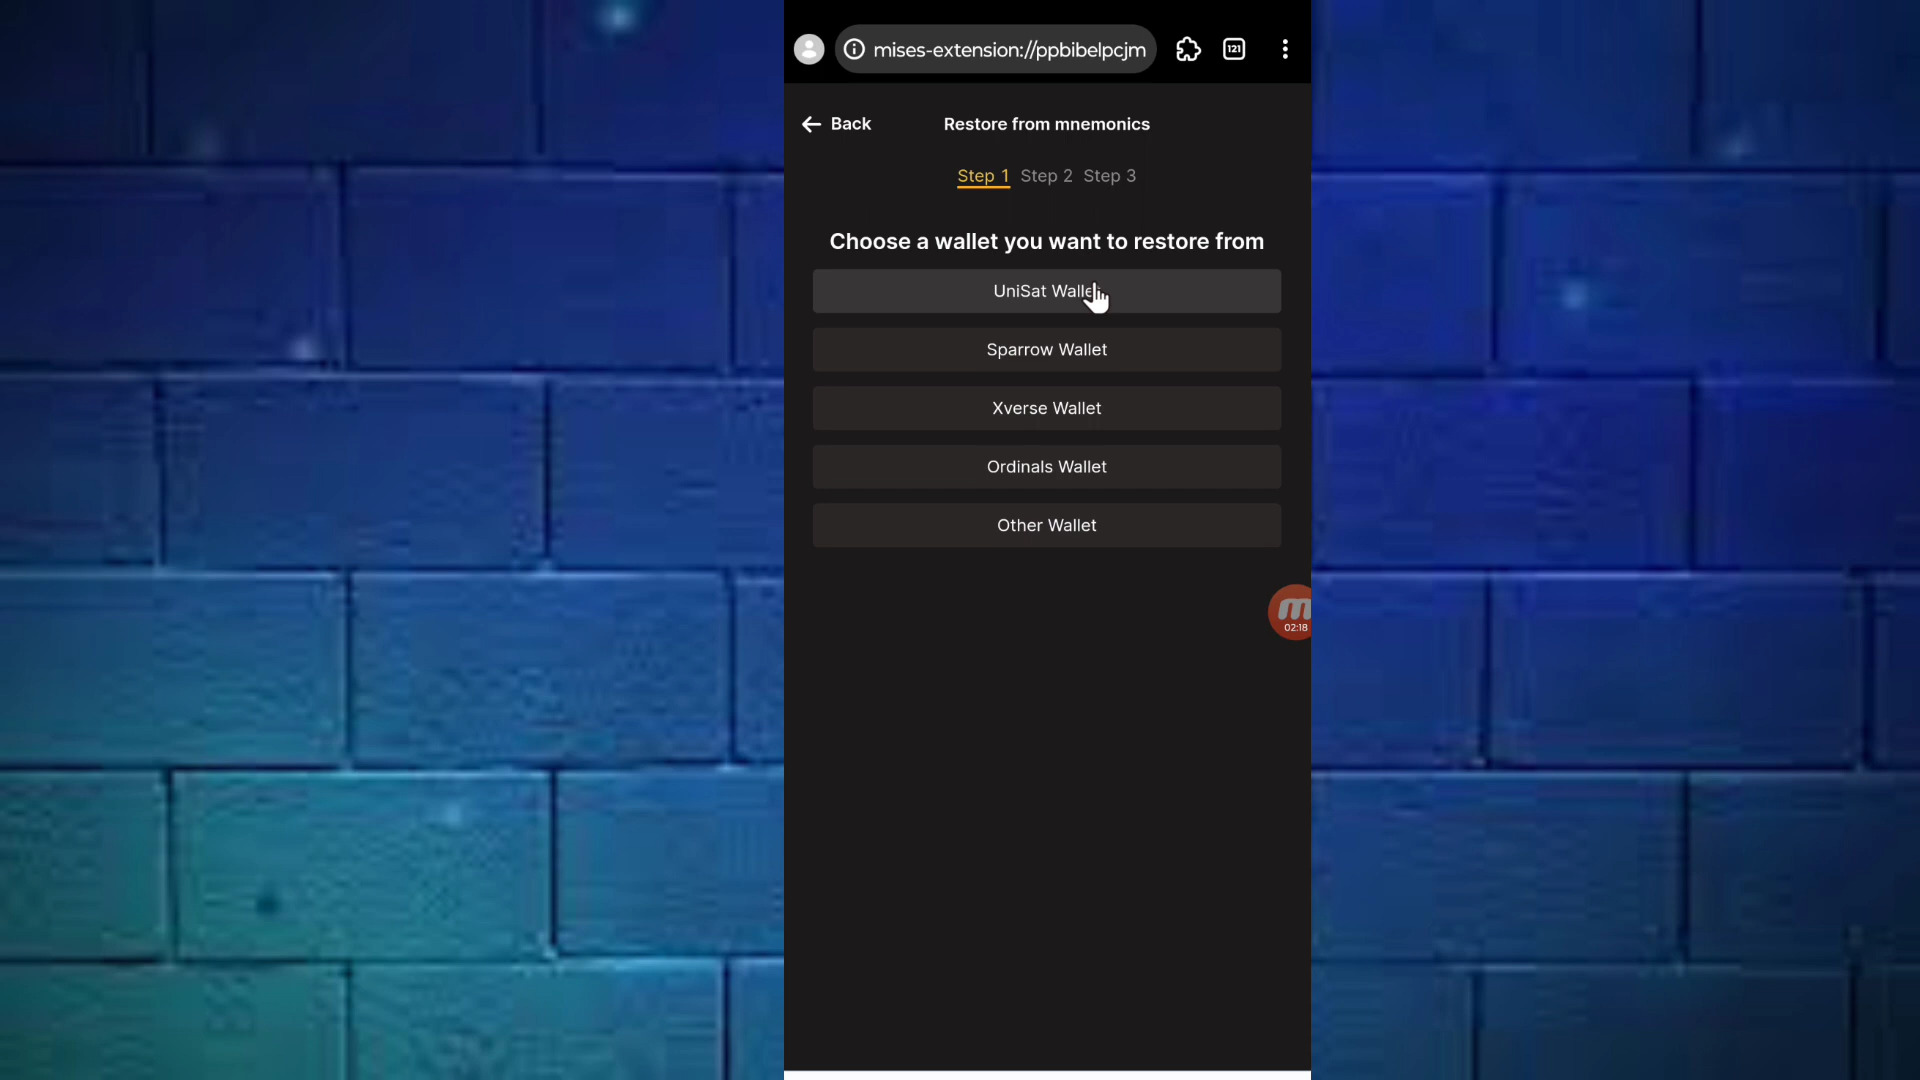 mises-extension://ppbibelpcjm
121
Back
Restore from mnemonics
Step 1 Step 2 Step 3
Choose a wallet you want to restore from
UniSat Wallet
Sparrow Wallet
Xverse Wallet
Ordinals Wallet
Other Wallet
m
02:18